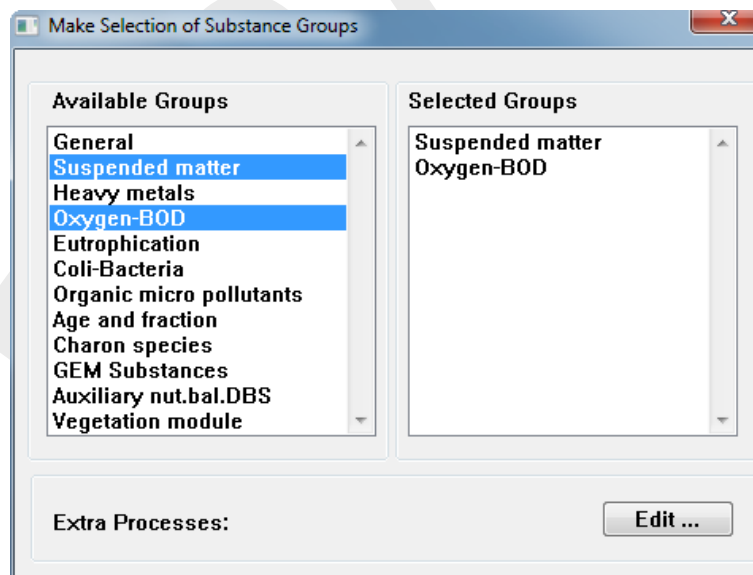 Make Selection of Substance Groups
Available Groups
General
Suspended matter
Heavy metals
Oxygen-BOD
Eutrophication
Coli-Bacteria
Organic micro pollutants
Age and fraction
Charon species
GEM Substances
Auxiliary nut.bal.DBS
Vegetation module
Selected Groups
Suspended matter
Oxygen-BOD
Extra Processes:
Edit ...